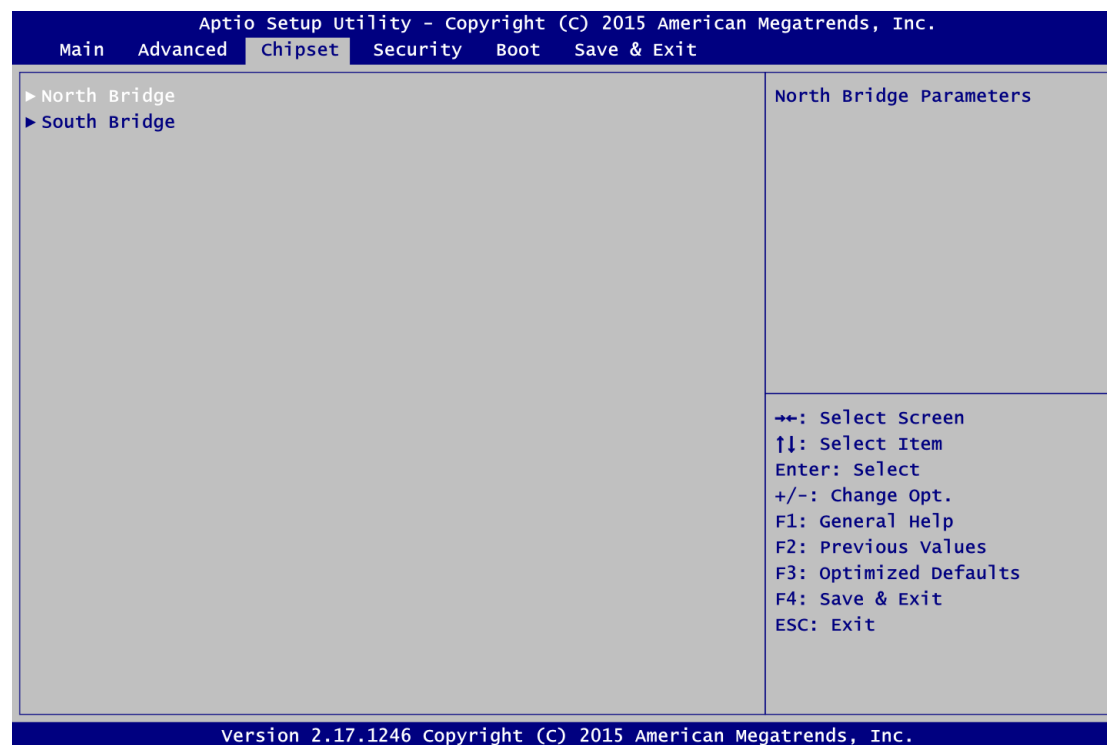 Aptio Setup Utility - Copyright (C) 2015 American Megatrends, Inc.
Main Advanced Chipset Security Boot Save & Exit
►North Bridge
►South Bridge
North Bridge Parameters
→←: Select Screen
↑↓: Select Item
Enter: Select
+/-: Change Opt.
F1: General Help
F2: Previous Values
F3: Optimized Defaults
F4: Save & Exit
ESC: Exit
Version 2.17.1246 Copyright (C) 2015 American Megatrends, Inc.